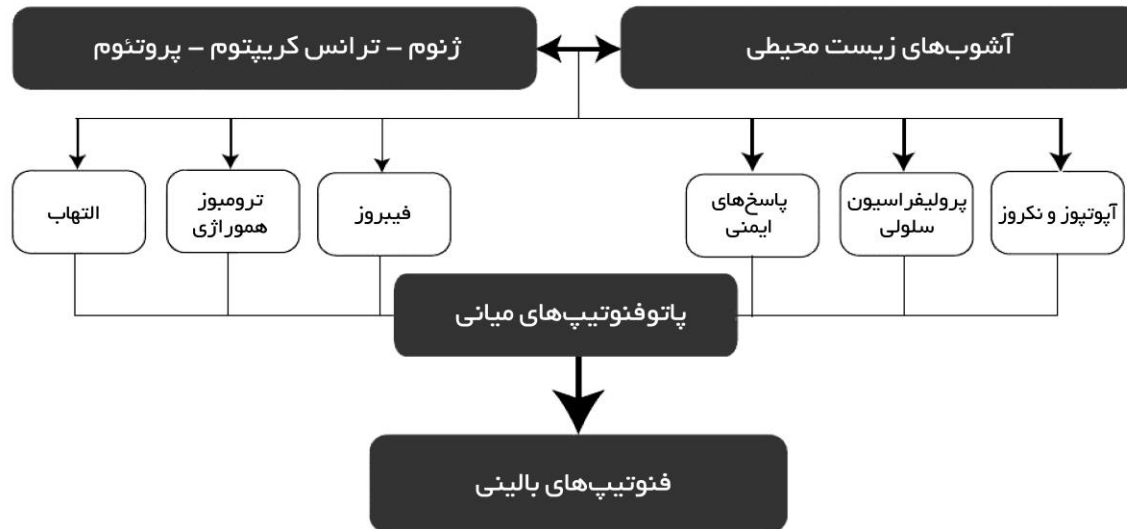 آشوب‌های زیست محیطی
ژنوم – ترانس کریپتوم – پروتئوم
آپوتپوز و نکروز
پرولیفراسیون
سلولی
پاسخ‌های
ایمنی
فیبروز
ترومبوز
هموراژی
التهاب
پاتوفنوتیپ‌های میانی
فنوتیپ‌های بالینی